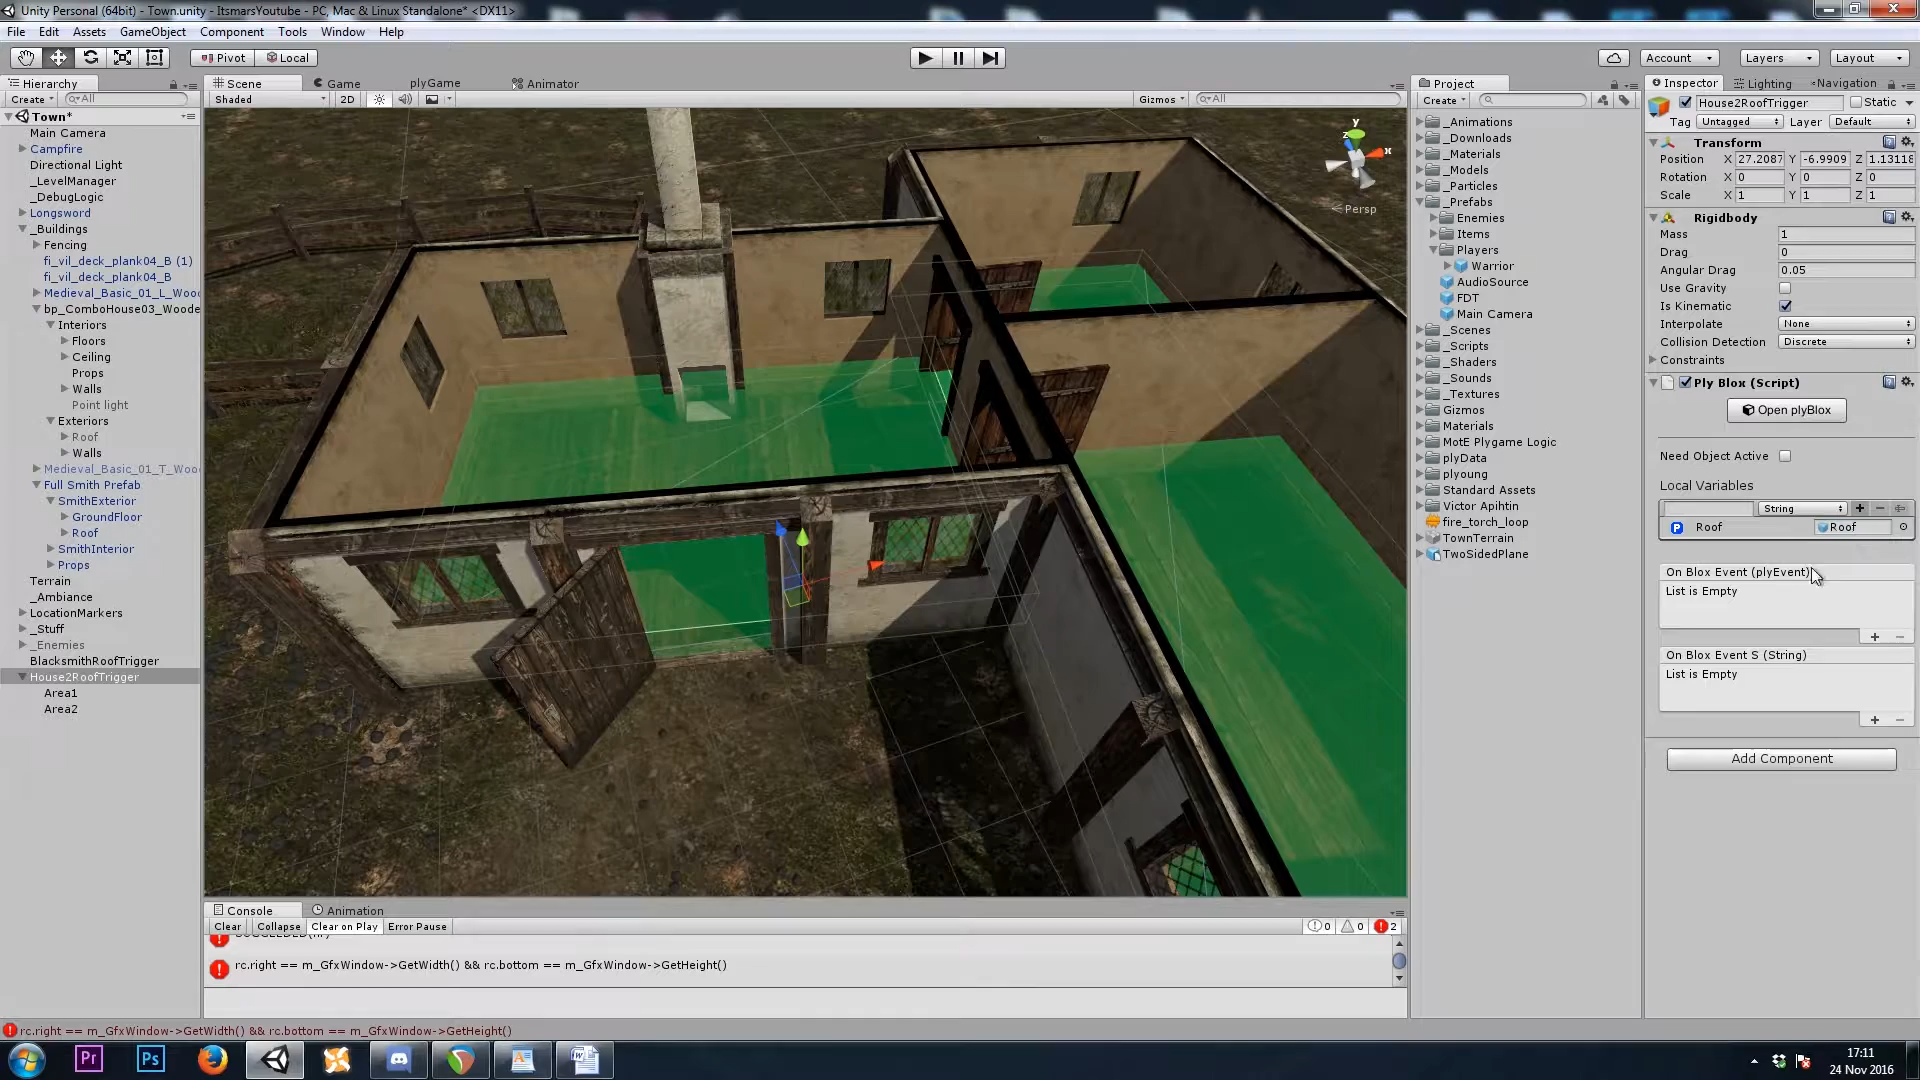 Unity Personal (64bit) - Town.unity - ItsmarsYoutube - PC, Mac & Linux Standalone* <DX11>
File Edit Assets GameObject Component Tools Window Help
Pivot Local Account Layers Layout
Hierarchy Scene Game plyGame Animator Project Inspector Lighting Navigation
Create All Shaded 2D Gizmos All Create
House2RoofTrigger Static
Tag Untagged Layer Default
Town*
Main Camera
Campfire
Directional Light
_LevelManager
_DebugLogic
Longsword
_Buildings
Fencing
fi_vil_deck_plank04_B (1)
fi_vil_deck_plank04_B
Medieval_Basic_01_L_Wood
bp_ComboHouse03_Woode
Interiors
Floors
Ceiling
Props
Walls
Point light
Exteriors
Roof
Walls
Medieval_Basic_01_T_Woo
Full Smith Prefab
SmithExterior
GroundFloor
Roof
SmithInterior
Props
Terrain
_Ambiance
LocationMarkers
_Stuff
_Enemies
BlacksmithRoofTrigger
House2RoofTrigger
Area1
Area2
y
z
x
Persp
_Animations
_Downloads
_Materials
_Models
_Particles
_Prefabs
Enemies
Items
Players
Warrior
AudioSource
FDT
Main Camera
_Scenes
_Scripts
_Shaders
_Sounds
_Textures
Gizmos
Materials
MotE Plygame Logic
plyData
plyoung
Standard Assets
Victor Apihtin
fire_torch_loop
TownTerrain
TwoSidedPlane
Transform
Position X 27.2087 Y -6.9909 Z 1.13118
Rotation X 0 Y 0 Z 0
Scale X 1 Y 1 Z 1
Rigidbody
Mass 1
Drag 0
Angular Drag 0.05
Use Gravity
Is Kinematic
Interpolate None
Collision Detection Discrete
Constraints
Ply Blox (Script)
Open plyBlox
Need Object Active
Local Variables
String + −
P Roof Roof
On Blox Event (plyEvent)
List is Empty
+ −
On Blox Event S (String)
List is Empty
+ −
Add Component
Console Animation
Clear Collapse Clear on Play Error Pause 0 0 2
rc.right == m_GfxWindow->GetWidth() && rc.bottom == m_GfxWindow->GetHeight()
rc.right == m_GfxWindow->GetWidth() && rc.bottom == m_GfxWindow->GetHeight()
Pr Ps
17:11
24 Nov 2016